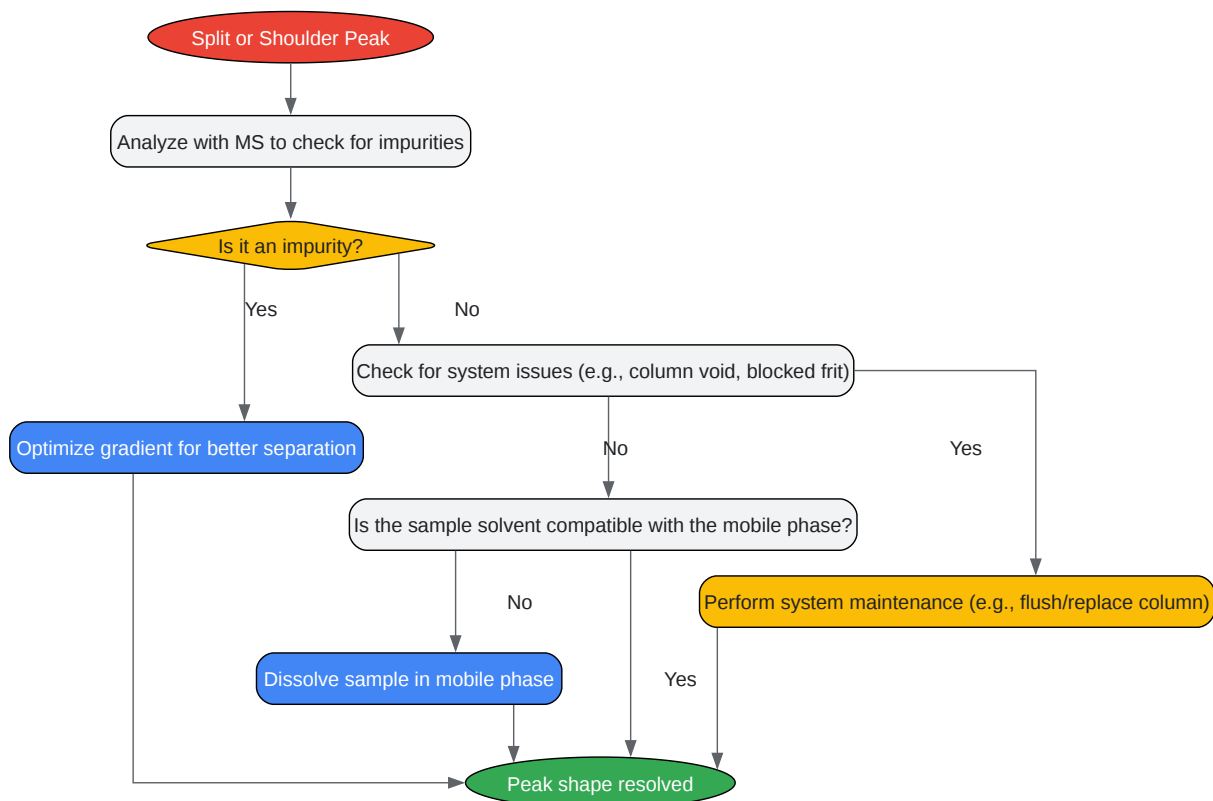 Split or Shoulder Peak
Analyze with MS to check for impurities
Is it an impurity?
Yes
No
Check for system issues (e.g., column void, blocked frit)
Optimize gradient for better separation
No
Yes
Is the sample solvent compatible with the mobile phase?
No
Perform system maintenance (e.g., flush/replace column)
Dissolve sample in mobile phase
Yes
Peak shape resolved